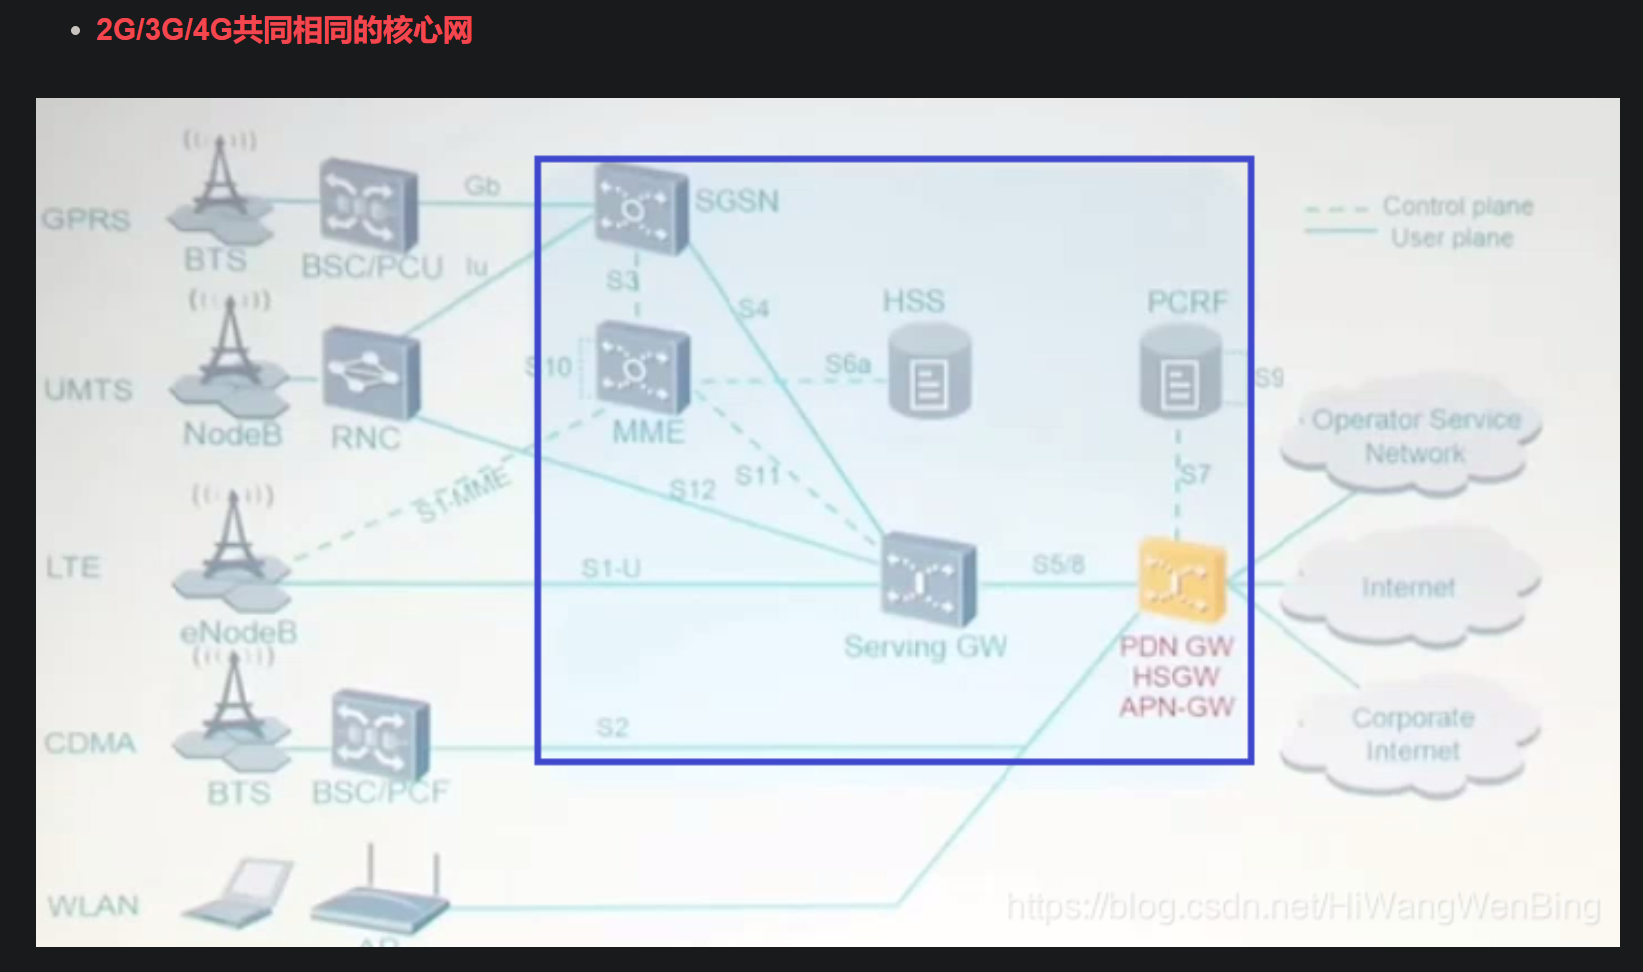 2G/3G/4G共同相同的核心网
GPRS
BTS
BSC/PCU
Gb
Iu
SGSN
S3
S4
HSS
PCRF
Control plane
User plane
UMTS
NodeB
RNC
S10
MME
S6a
S9
S7
S11
S12
S1-MME
Operator Service
Network
LTE
eNodeB
S1-U
Serving GW
S5/8
PDN GW
HSGW
APN-GW
Internet
CDMA
BTS
BSC/PCF
S2
Corporate
Internet
WLAN
AP
https://blog.csdn.net/HiWangWenBing